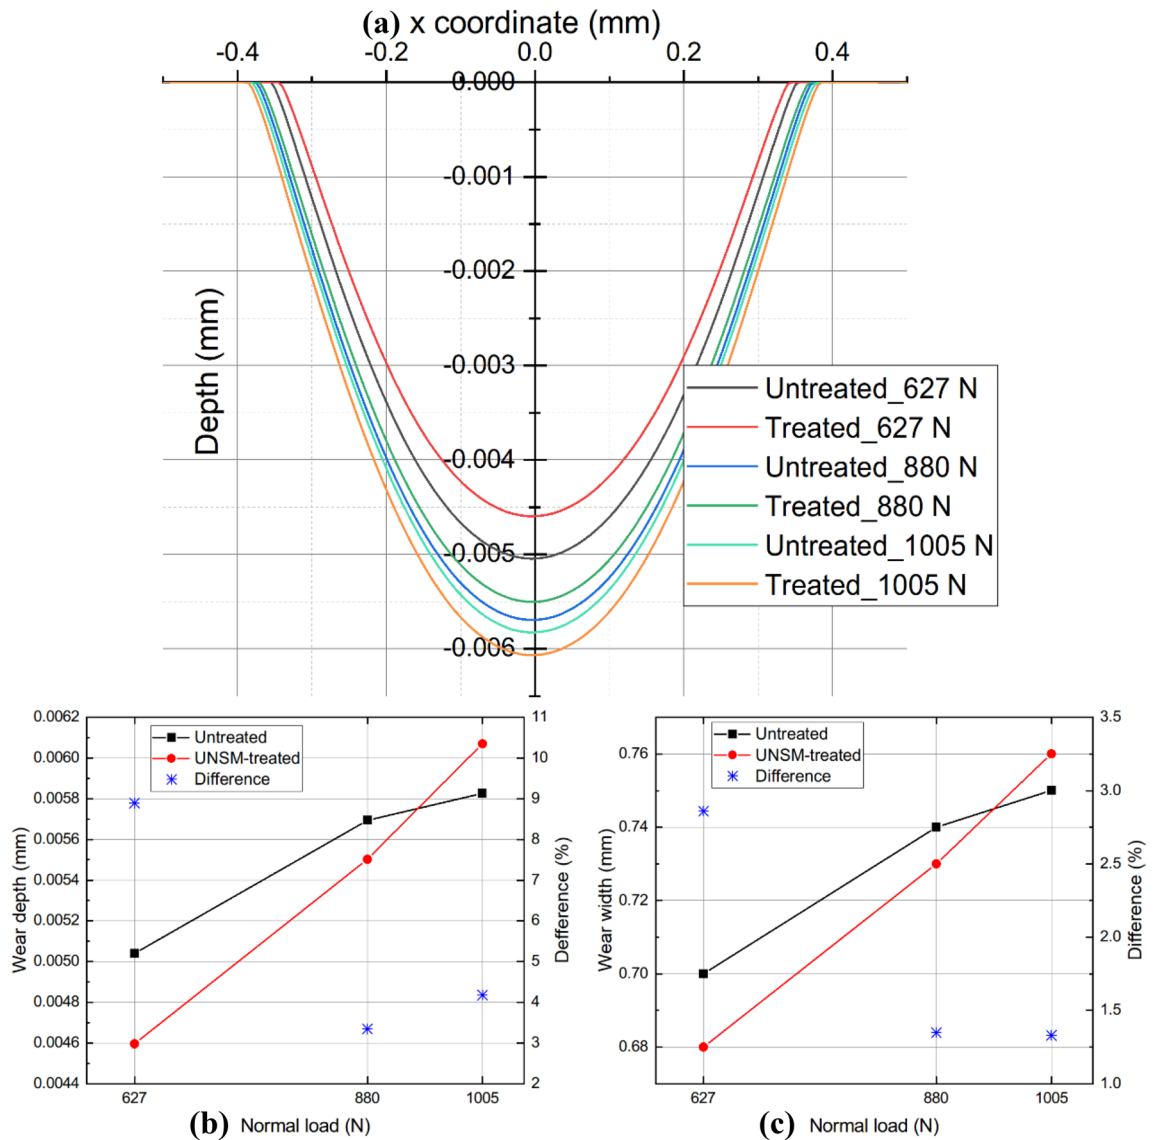 (a) x coordinate (mm)
-0.4 -0.2 0.0 0.2 0.4
0.000
-0.001
-0.002
-0.003
-0.004
-0.005
-0.006
Depth (mm)
Untreated_627 N
Treated_627 N
Untreated_880 N
Treated_880 N
Untreated_1005 N
Treated_1005 N
0.0062
0.0060
0.0058
0.0056
0.0054
0.0052
0.0050
0.0048
0.0046
0.0044
Wear depth (mm)
Untreated
UNSM-treated
Difference
11
10
9
8
7
6
5
4
3
2
Defference (%)
627 880 1005
(b) Normal load (N)
0.76
0.74
0.72
0.70
0.68
Wear width (mm)
Untreated
UNSM-treated
Difference
3.5
3.0
2.5
2.0
1.5
1.0
Difference (%)
627 880 1005
(c) Normal load (N)